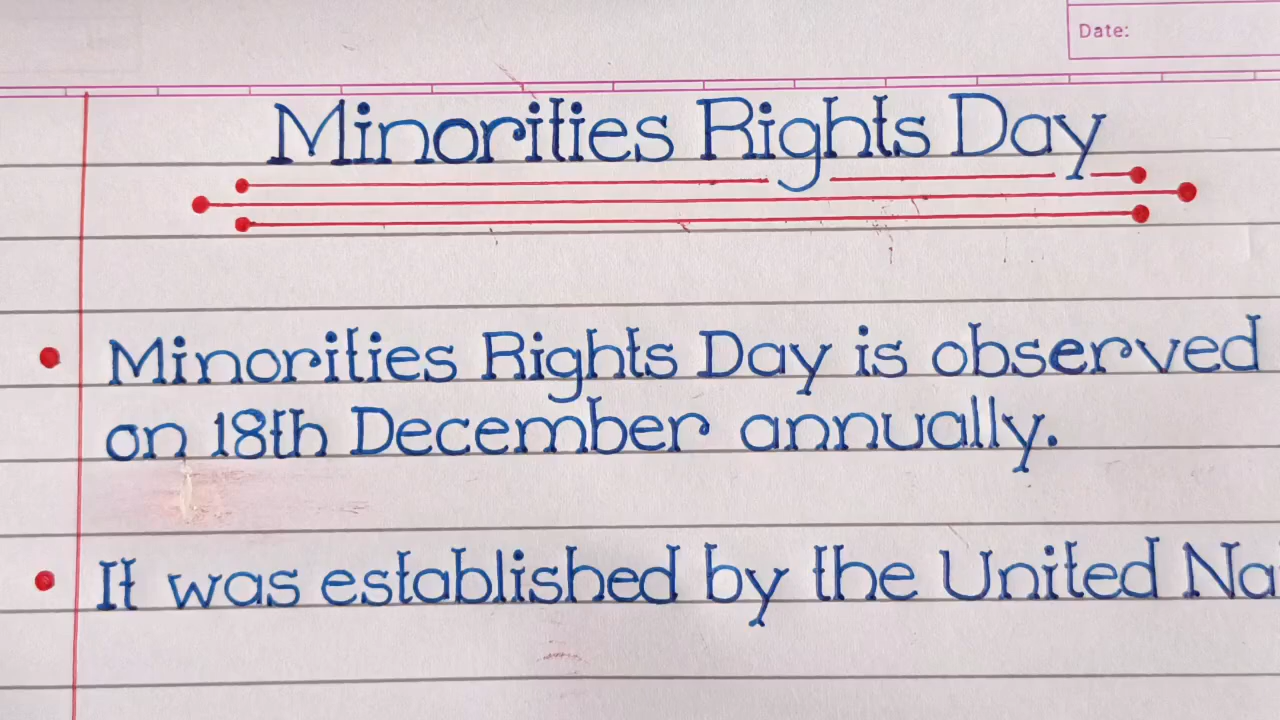 Date:
Minorities Rights Day
Minorities Rights Day is observed
on 18th December annually.
It was established by the United Na